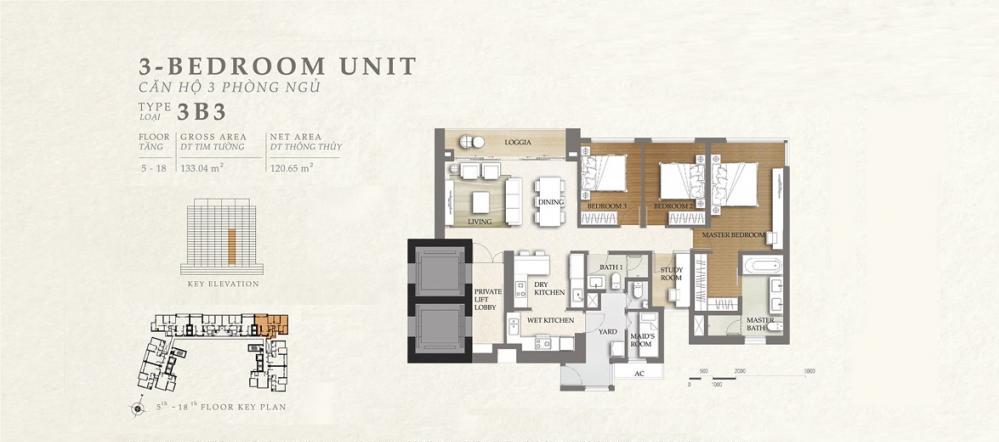 3-BEDROOM UNIT
CĂN HỘ 3 PHÒNG NGỦ
TYPE
LOẠI
3B3
FLOOR
TẦNG
GROSS AREA
DT TIM TƯỜNG
NET AREA
DT THÔNG THỦY
5 - 18
133.04 m²
120.65 m²
KEY ELEVATION
5th - 18th FLOOR KEY PLAN
LOGGIA
LIVING
DINING
BEDROOM 3
BEDROOM 2
MASTER BEDROOM
PRIVATE
LIFT
LOBBY
DRY
KITCHEN
BATH 1
STUDY
ROOM
WET KITCHEN
YARD
MAID'S
ROOM
MASTER
BATH
AC
0 500 1000 2000